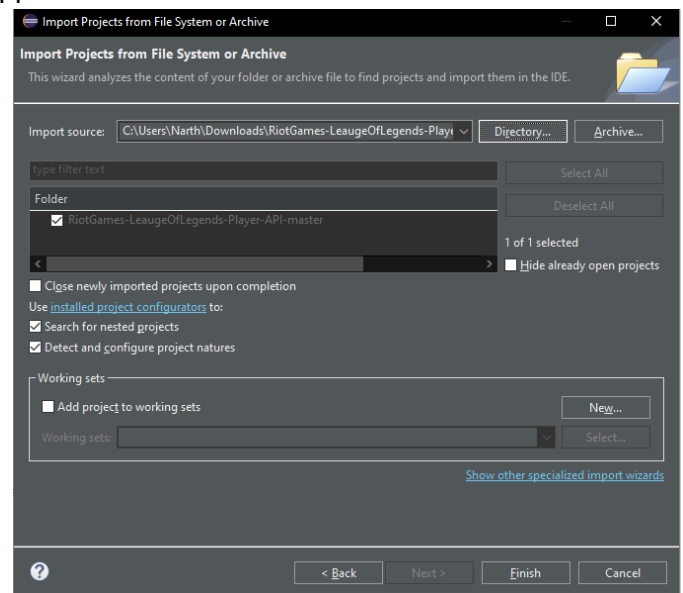 Import Projects from File System or Archive
Import Projects from File System or Archive
This wizard analyzes the content of your folder or archive file to find projects and import them in the IDE.
Import source: C:\Users\Narth\Downloads\RiotGames-LeaugeOfLegends-Playe Directory... Archive...
type filter text Select All
Folder Deselect All
RiotGames-LeaugeOfLegends-Player-API-master
1 of 1 selected
Hide already open projects
Close newly imported projects upon completion
Use installed project configurators to:
Search for nested projects
Detect and configure project natures
Working sets
Add project to working sets New...
Working sets: Select...
Show other specialized import wizards
? < Back Next > Finish Cancel